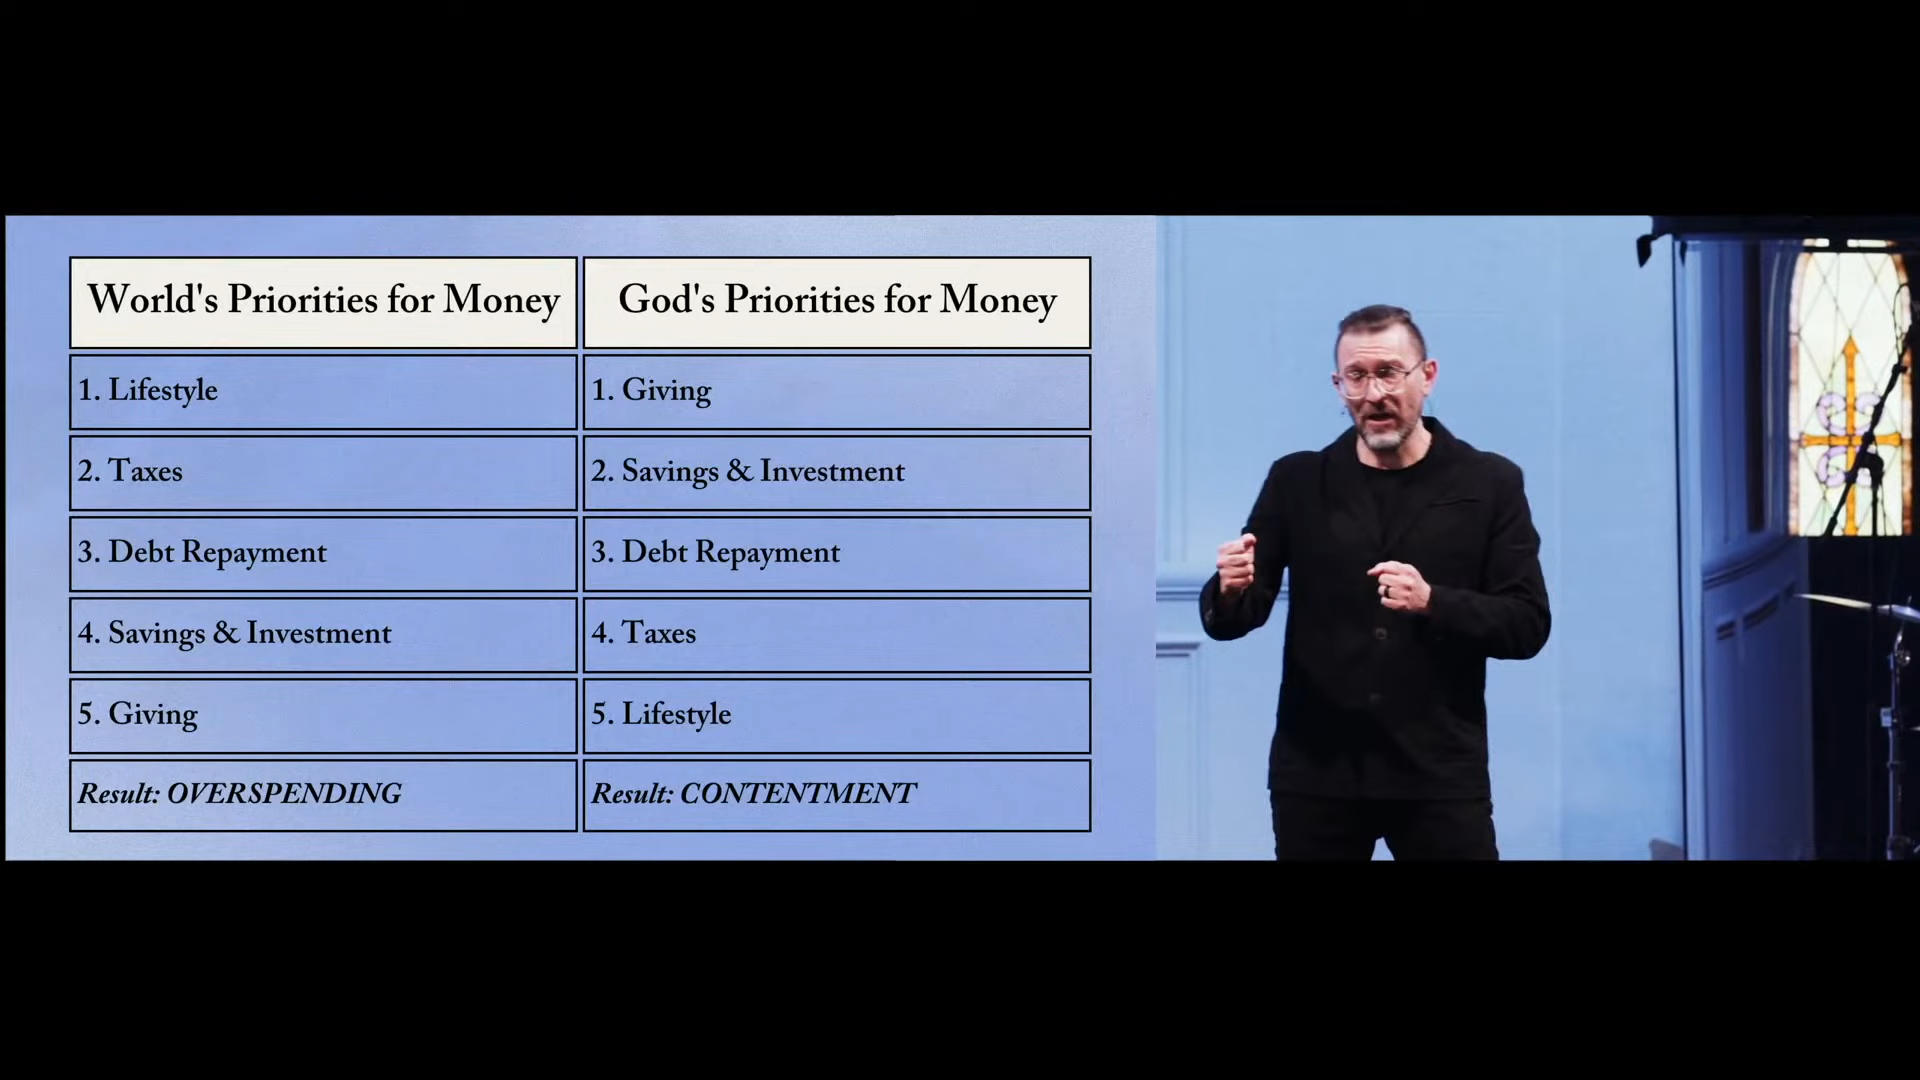 World's Priorities for Money
God's Priorities for Money
1. Lifestyle
1. Giving
2. Taxes
2. Savings & Investment
3. Debt Repayment
3. Debt Repayment
4. Savings & Investment
4. Taxes
5. Giving
5. Lifestyle
Result: OVERSPENDING
Result: CONTENTMENT